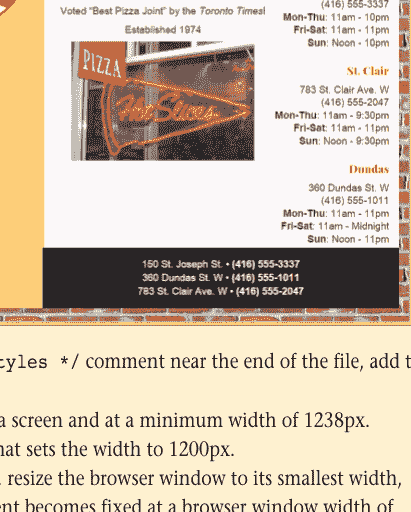 Voted "Best Pizza Joint" by the Toronto Times!
Established 1974
PIZZA
Hot Slices
(416) 555-3337
Mon-Thu: 11am - 10pm
Fri-Sat: 11am - 11pm
Sun: Noon - 10pm
St. Clair
783 St. Clair Ave. W
(416) 555-2047
Mon-Thu: 11am - 9:30pm
Fri-Sat: 11am - 11pm
Sun: Noon - 9:30pm
Dundas
360 Dundas St. W
(416) 555-1011
Mon-Thu: 11am - 11pm
Fri-Sat: 11am - Midnight
Sun: Noon - 11pm
150 St. Joseph St. • (416) 555-3337
360 Dundas St. W • (416) 555-1011
783 St. Clair Ave. W • (416) 555-2047
tyles */ comment near the end of the file, add t
a screen and at a minimum width of 1238px.
hat sets the width to 1200px.
resize the browser window to its smallest width,
ent becomes fixed at a browser window width of